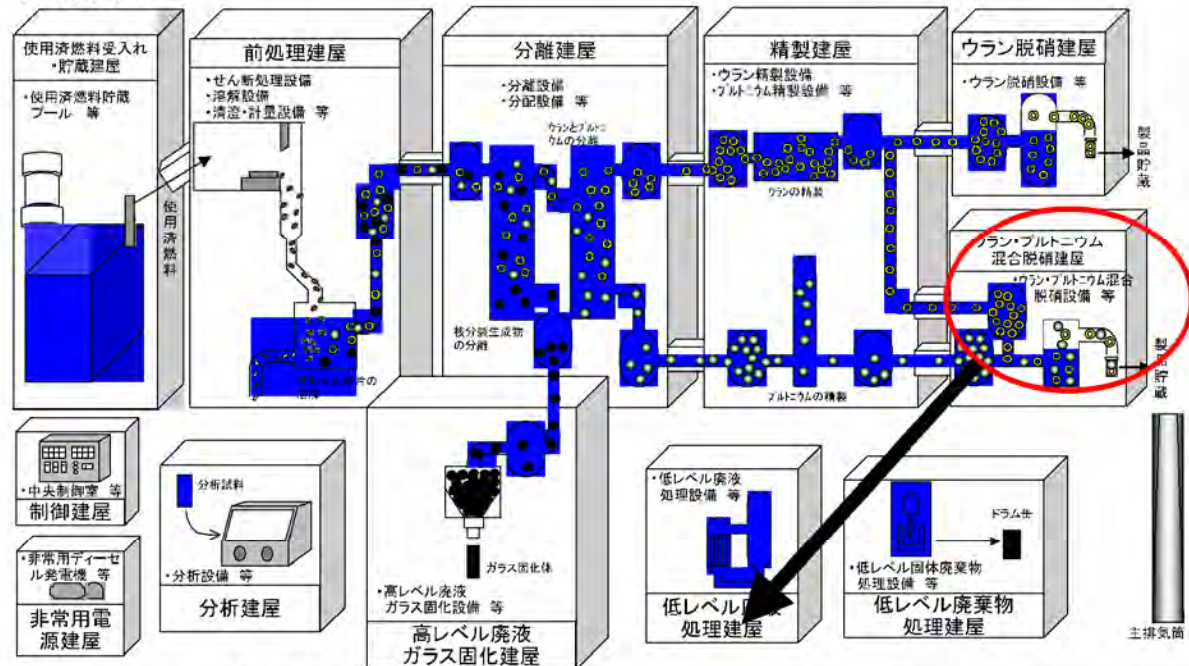 使用済燃料受入れ
・貯蔵建屋
・使用済燃料貯蔵
プール 等
使用済燃料
前処理建屋
・せん断処理設備
・溶解設備
・清澄・計量設備 等
溶解
分離建屋
・分離設備
・分配設備 等
ウランとプルトニ
ウムの分離
核分裂生成物
の分離
精製建屋
・ウラン精製設備
・プルトニウム精製設備 等
ウランの精製
プルトニウムの精製
ウラン脱硝建屋
・ウラン脱硝設備 等
製品貯蔵
ウラン・プルトニウム
混合脱硝建屋
・ウラン・プルトニウム混合
脱硝設備 等
製品貯蔵
・中央制御室 等
制御建屋
・非常用ディーゼ
ル発電機 等
非常用電
源建屋
分析試料
・分析設備 等
分析建屋
ガラス固化体
・高レベル廃液
ガラス固化設備 等
高レベル廃液
ガラス固化建屋
・低レベル廃液
処理設備 等
低レベル廃液
処理建屋
ドラム缶
・低レベル固体廃棄物
処理設備 等
低レベル廃棄物
処理建屋
主排気筒